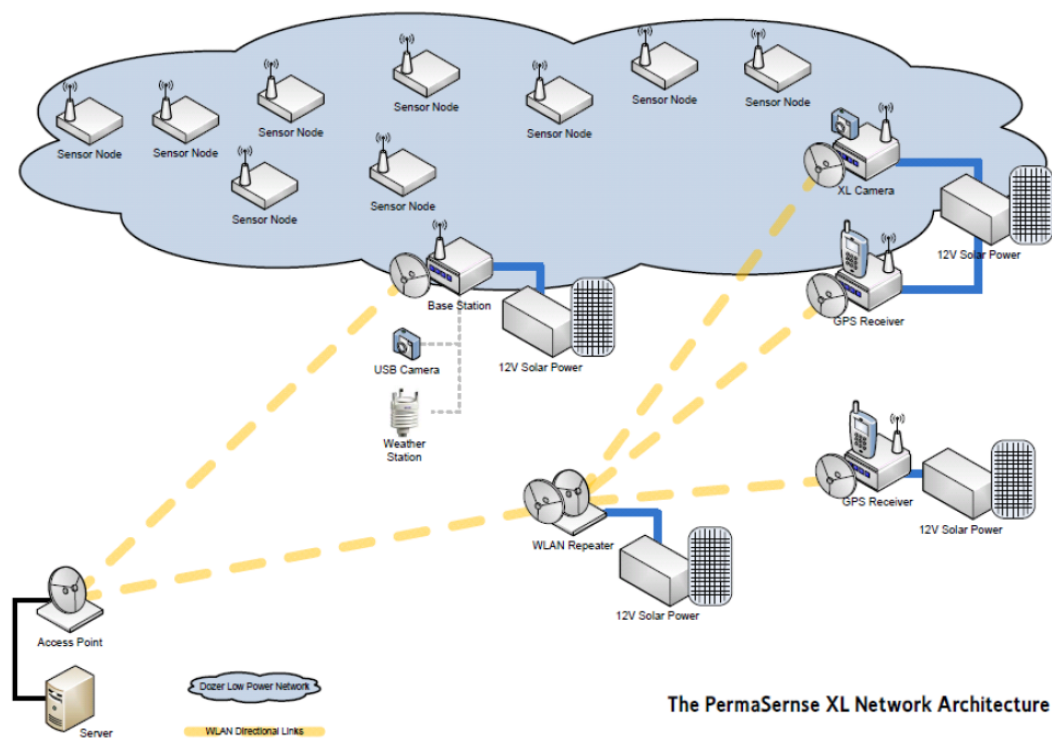 Sensor Node
Sensor Node
Sensor Node
Sensor Node
Sensor Node
Sensor Node
Sensor Node
Sensor Node
Sensor Node
XL Camera
12V Solar Power
Base Station
GPS Receiver
USB Camera
12V Solar Power
Weather
Station
GPS Receiver
12V Solar Power
WLAN Repeater
12V Solar Power
Access Point
Dozer Low Power Network
The PermaSernse XL Network Architecture
Server
WLAN Directional Links